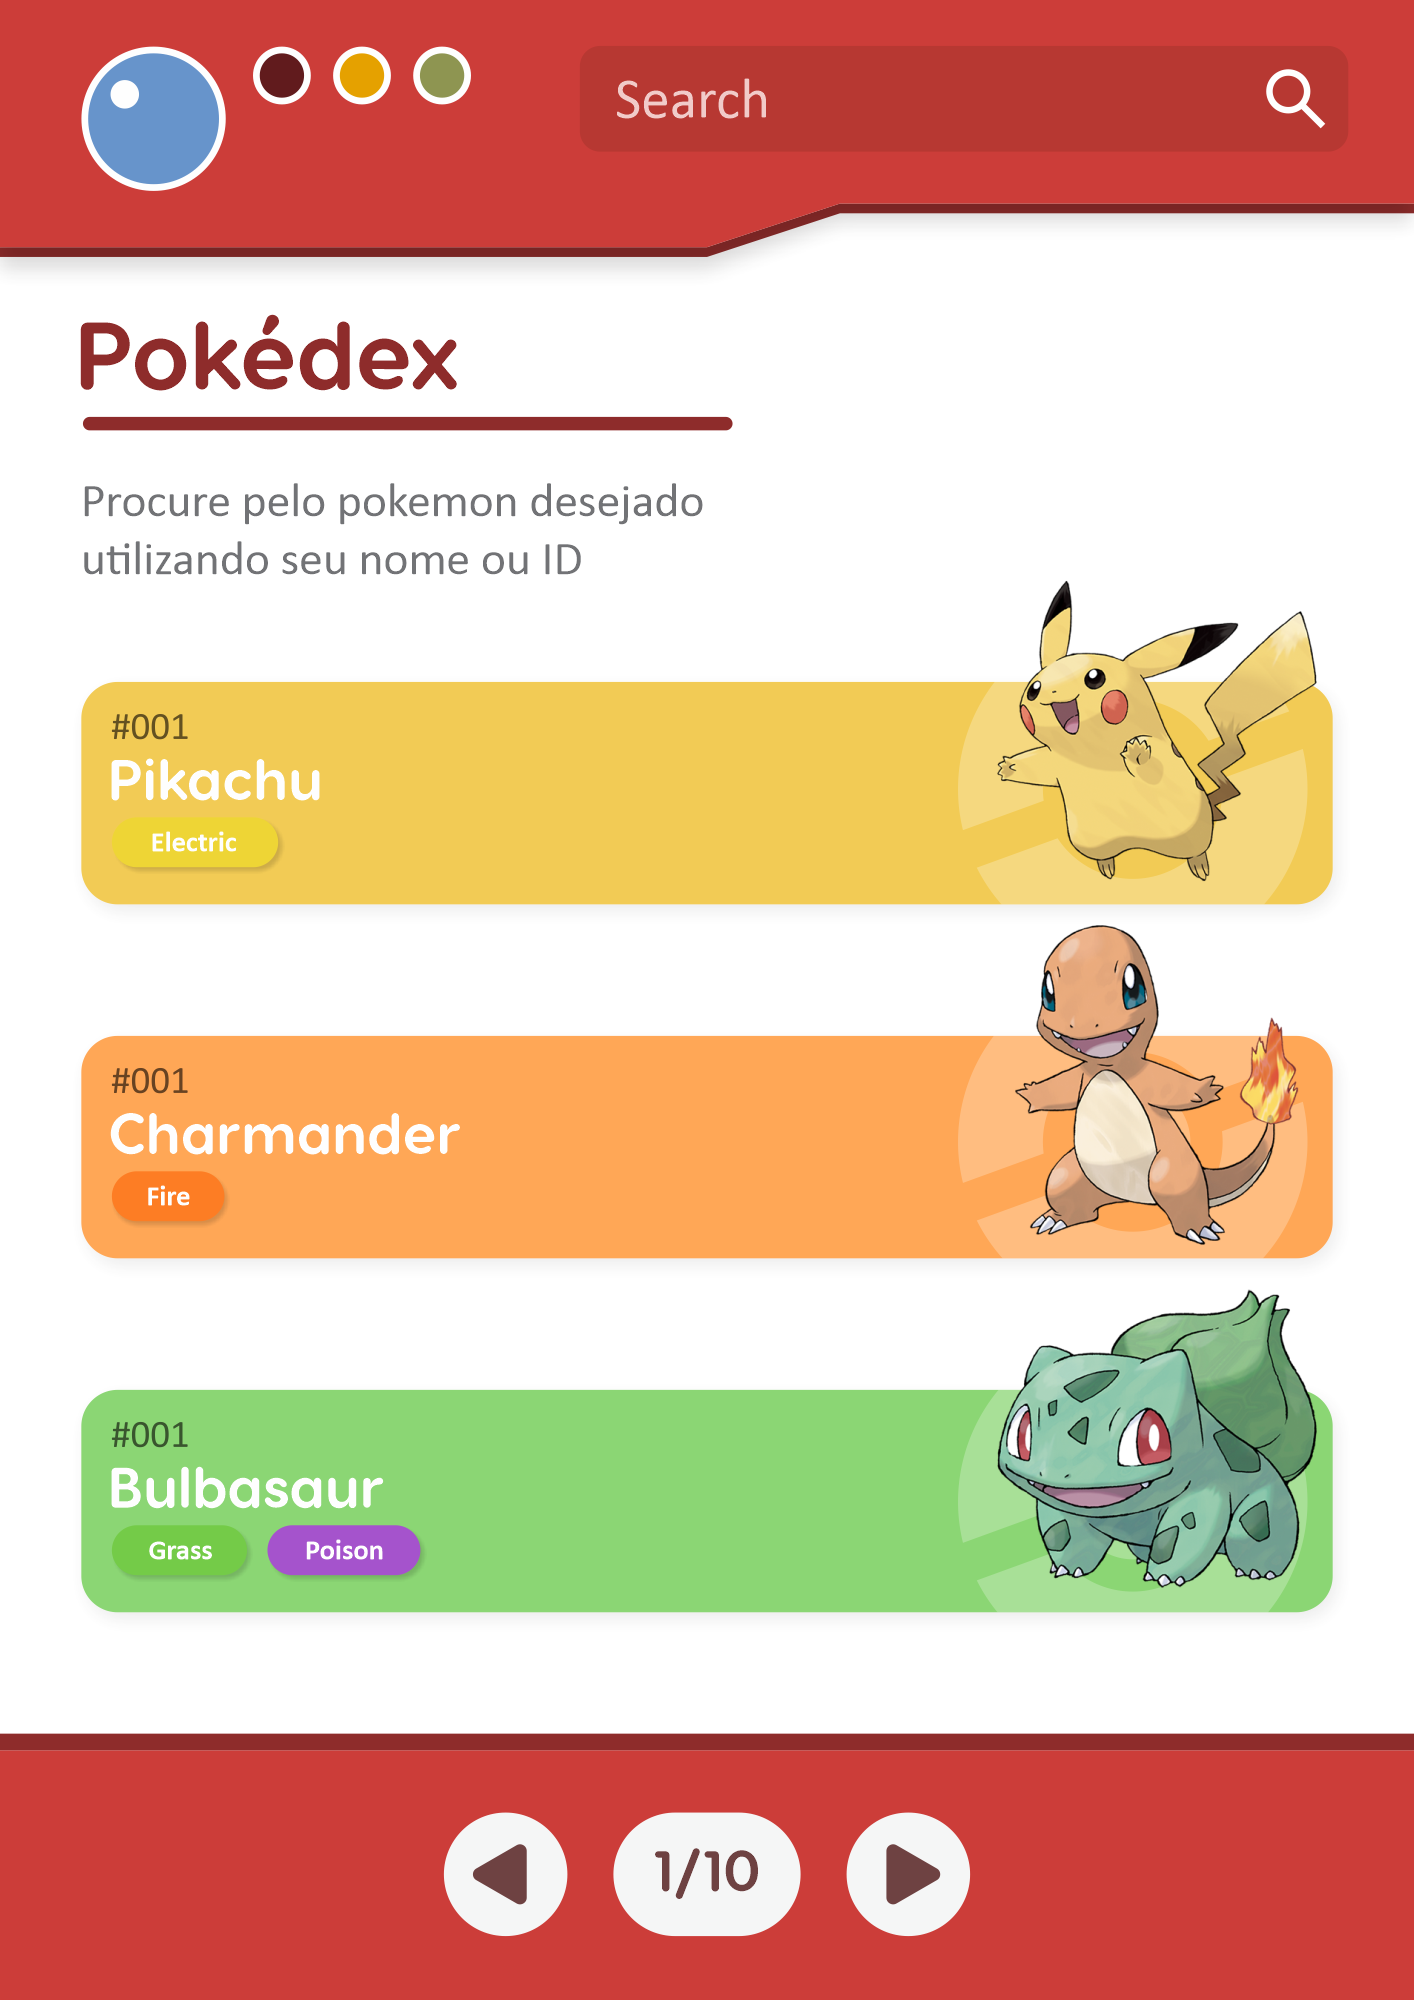 Search
Pokédex
Procure pelo pokemon desejado
utilizando seu nome ou ID
#001
Pikachu
Electric
#001
Charmander
Fire
#001
Bulbasaur
Grass Poison
1/10